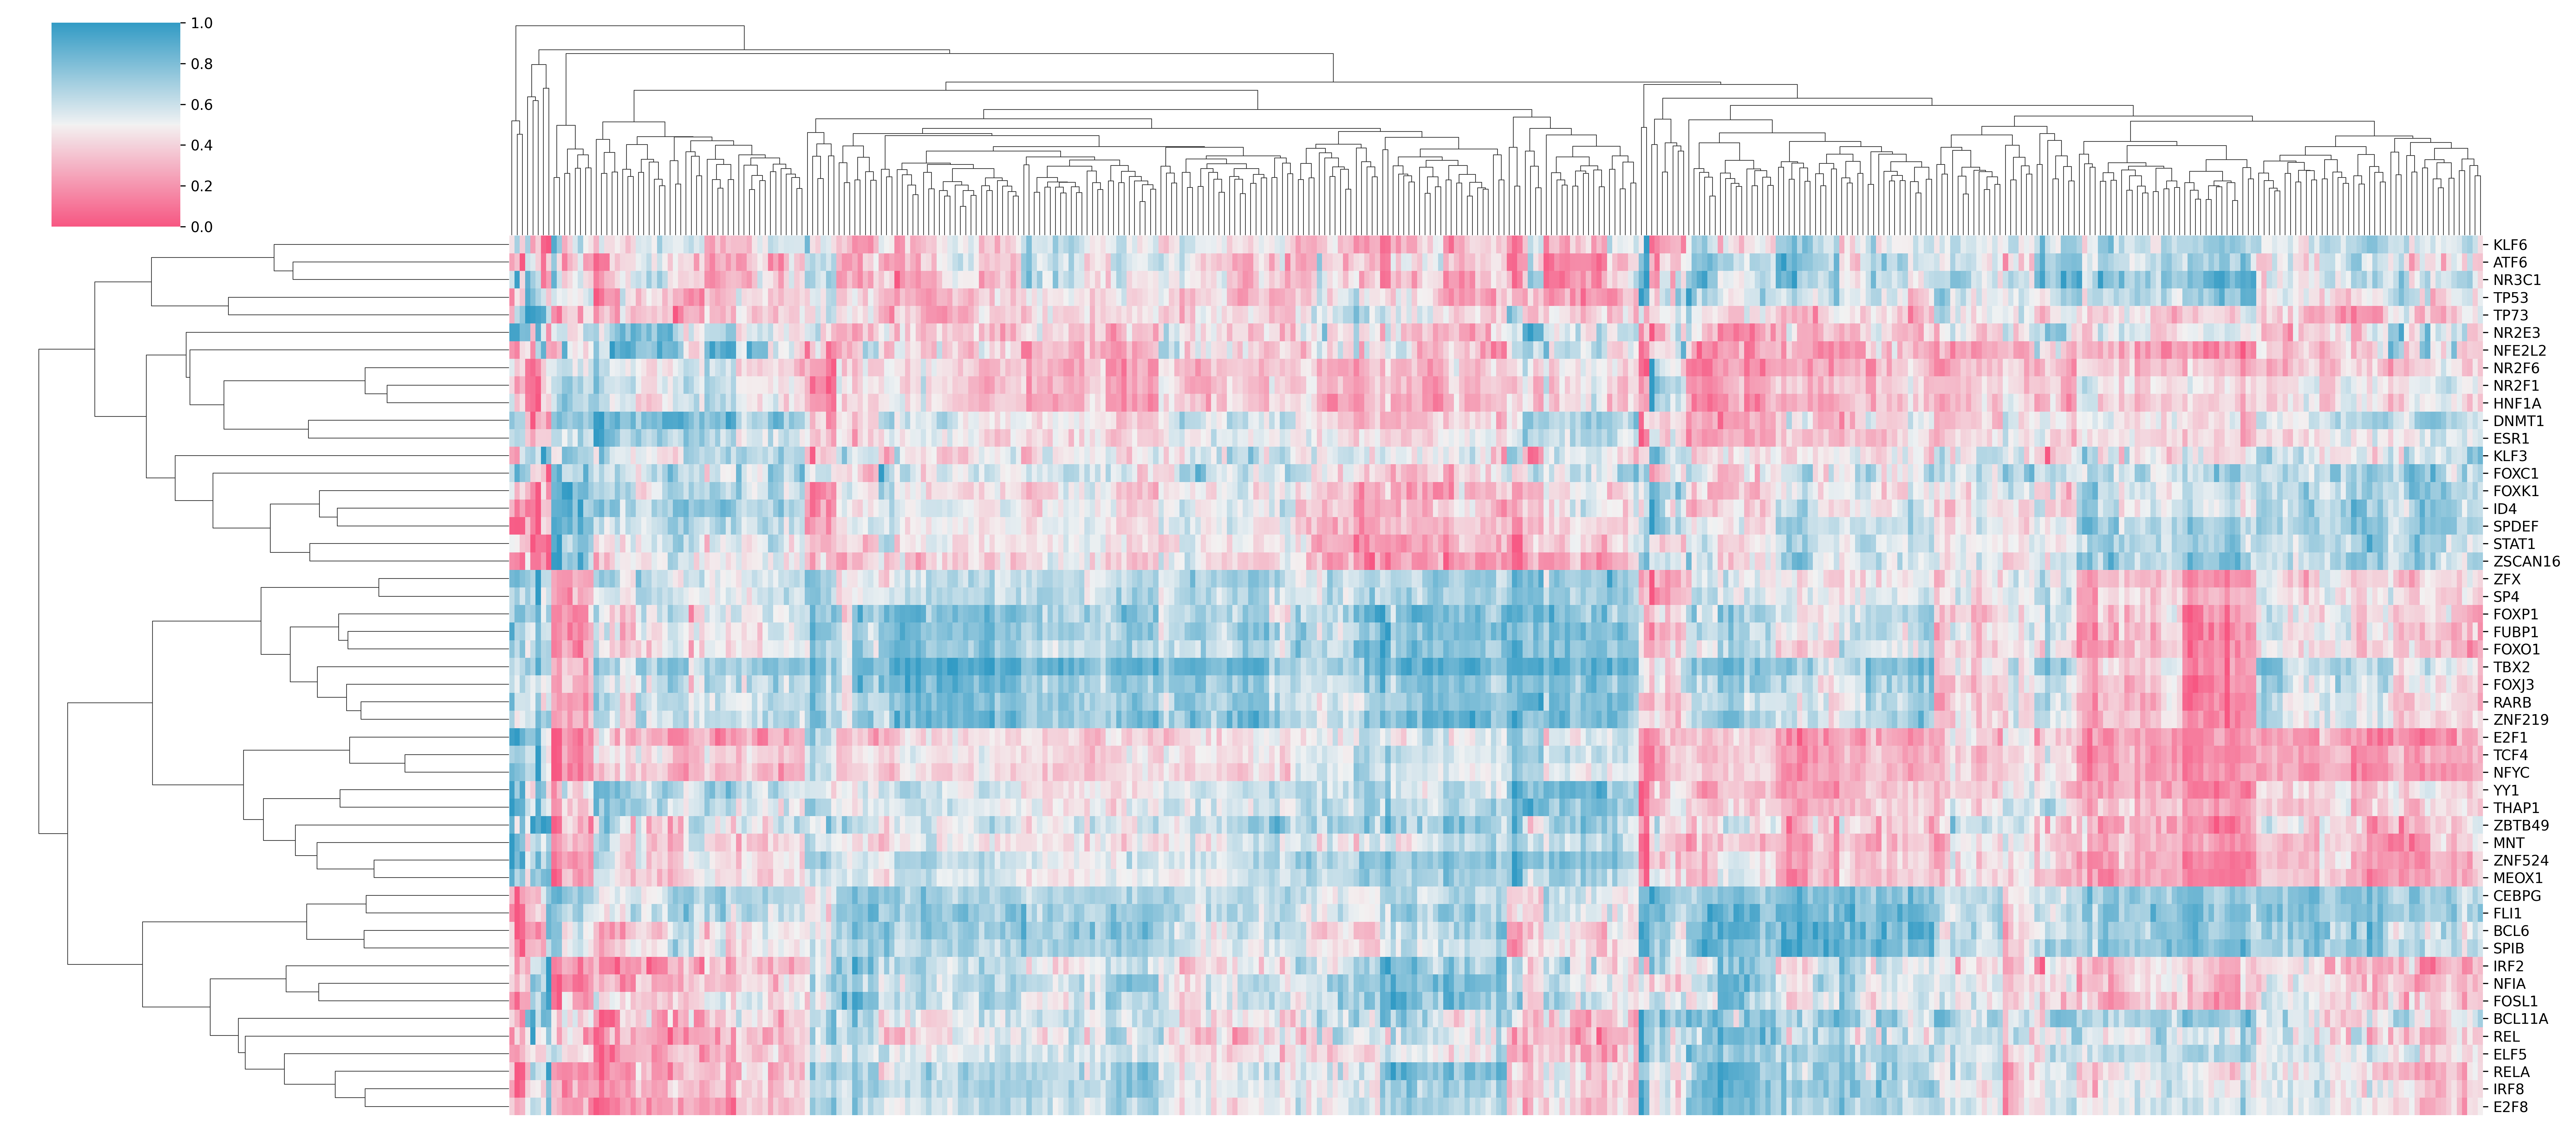 1.0
0.8
0.6
0.4
0.2
0.0
KLF6
ATF6
NR3C1
TP53
TP73
NR2E3
NFE2L2
NR2F6
NR2F1
HNF1A
DNMT1
ESR1
KLF3
FOXC1
FOXK1
ID4
SPDEF
STAT1
ZSCAN16
ZFX
SP4
FOXP1
FUBP1
FOXO1
TBX2
FOXJ3
RARB
ZNF219
E2F1
TCF4
NFYC
YY1
THAP1
ZBTB49
MNT
ZNF524
MEOX1
CEBPG
FLI1
BCL6
SPIB
IRF2
NFIA
FOSL1
BCL11A
REL
ELF5
RELA
IRF8
E2F8